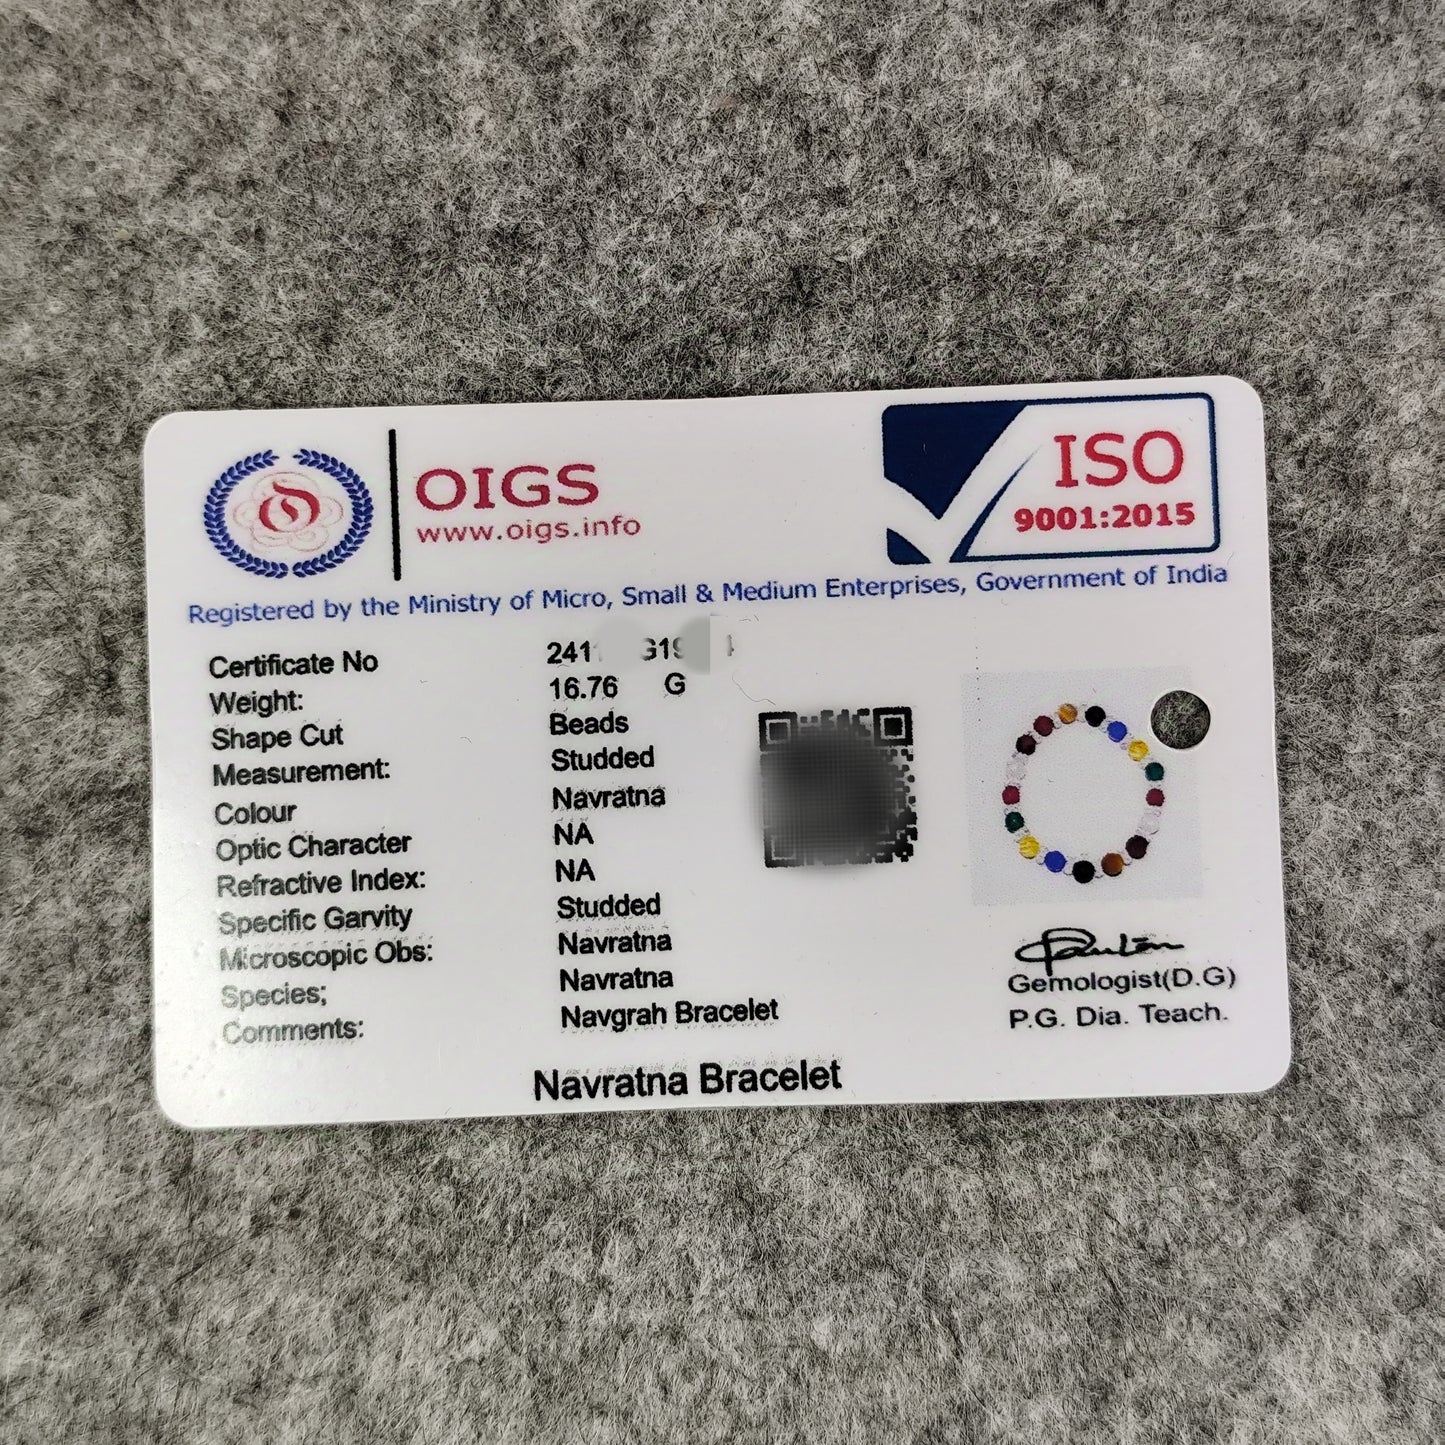 OIGS
www.oigs.info
ISO
9001:2015
Registered by the Ministry of Micro, Small & Medium Enterprises, Government of India
Certificate No
Weight: 16.76 G
Shape Cut Beads
Measurement: Studded
Colour Navratna
Optic Character NA
Refractive Index: NA
Specific Garvity Studded
Microscopic Obs: Navratna
Species; Navratna
Comments: Navgrah Bracelet
Gemologist(D.G)
P.G. Dia. Teach.
Navratna Bracelet